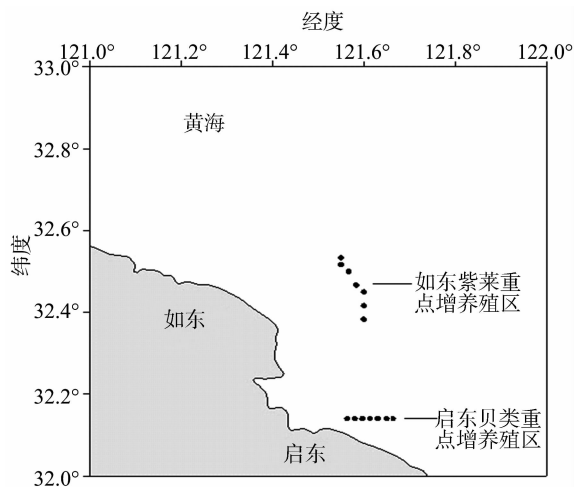 经度
121.0° 121.2° 121.4° 121.6° 121.8° 122.0°
33.0°
黄海
32.8°
32.6°
纬度
如东紫莱重
点增养殖区
32.4°
如东
32.2°
启东贝类重
点增养殖区
启东
32.0°